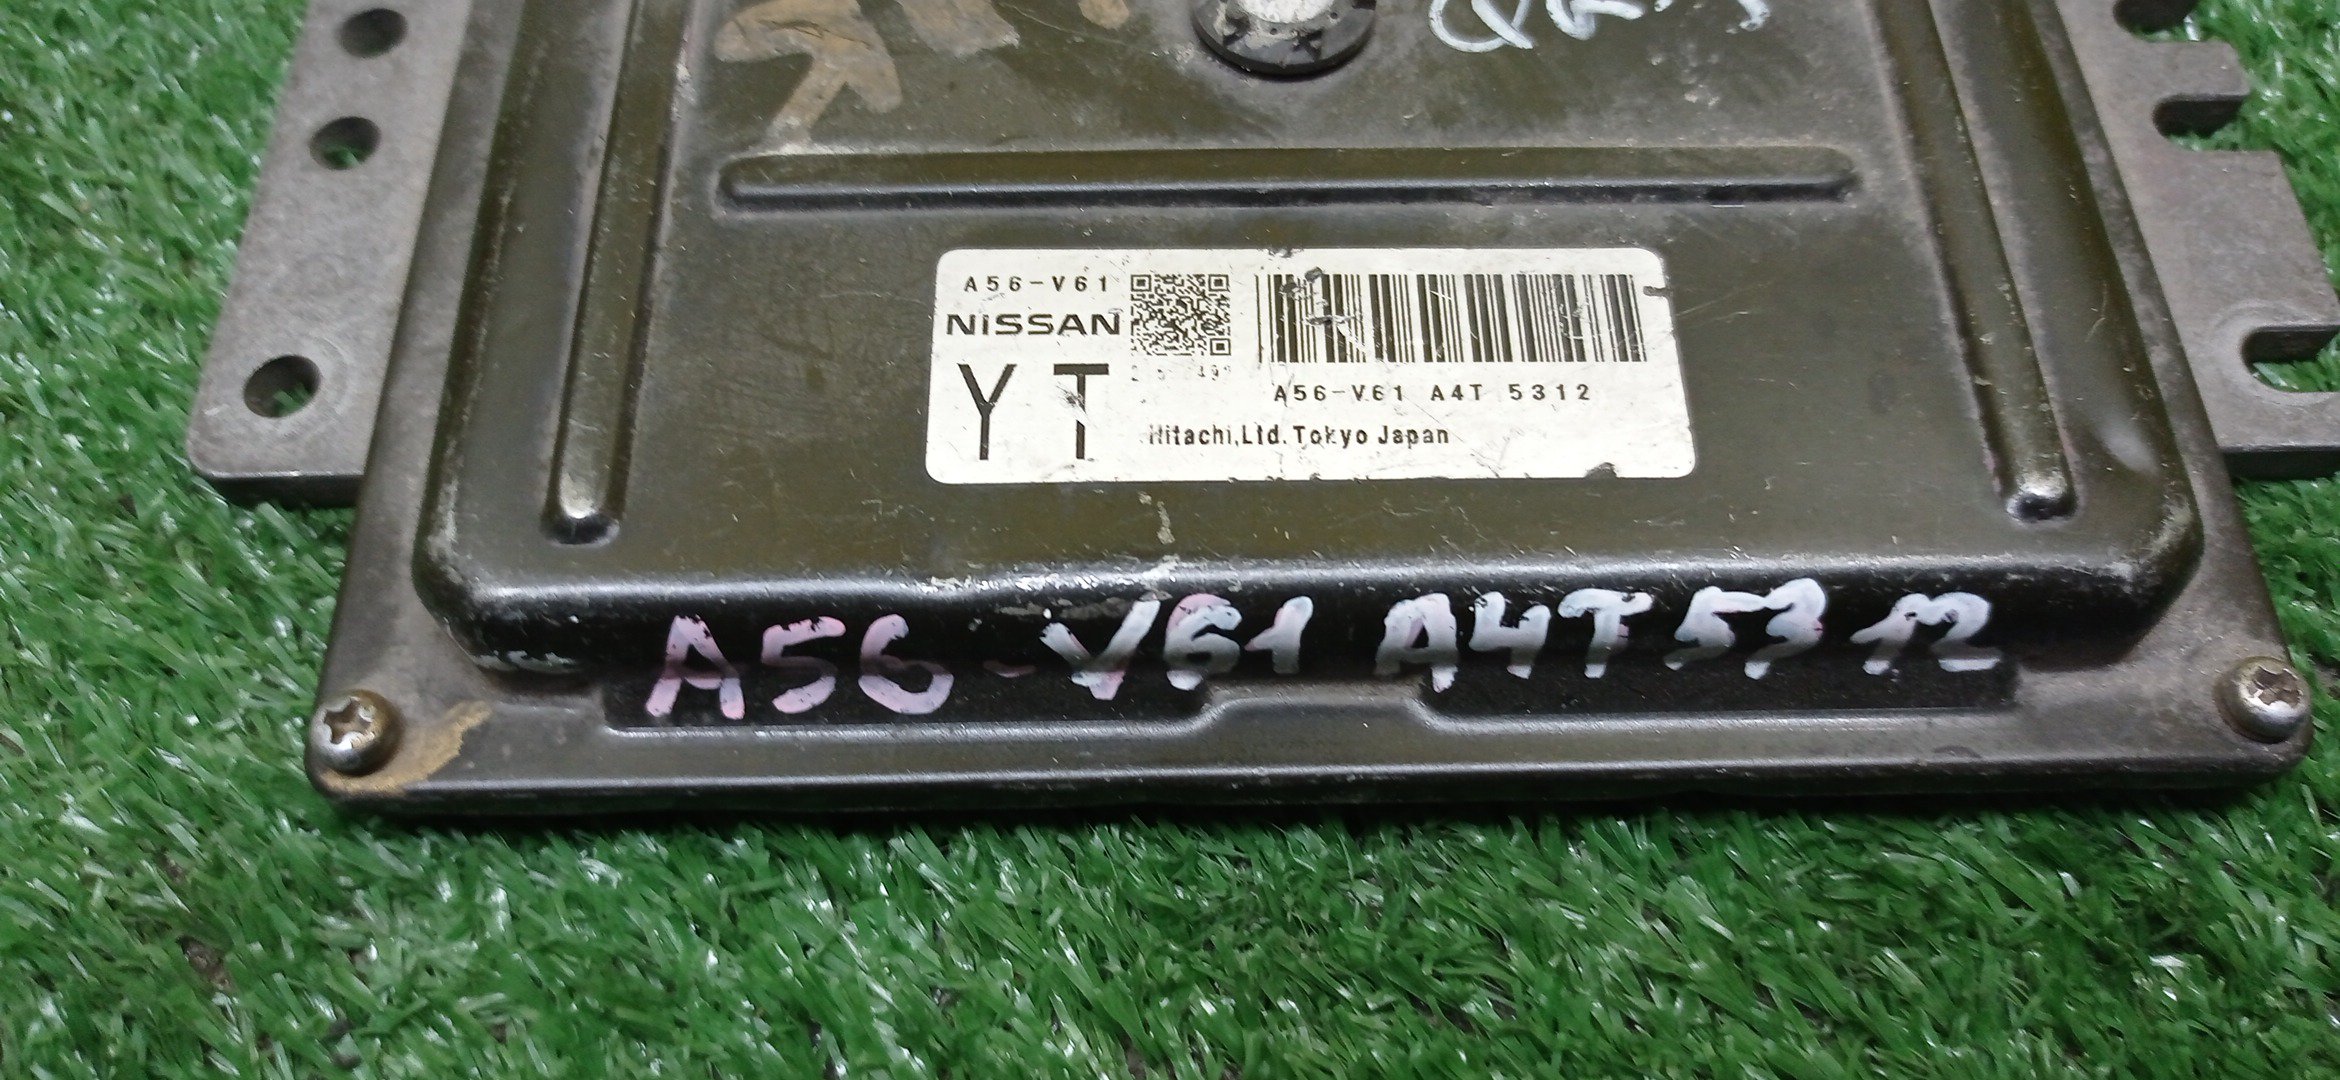 A56-V61
NISSAN
YT
A56-V61 A4T 5312
Hitachi,Ltd.Tokyo Japan
A56-V61 A4T 5312